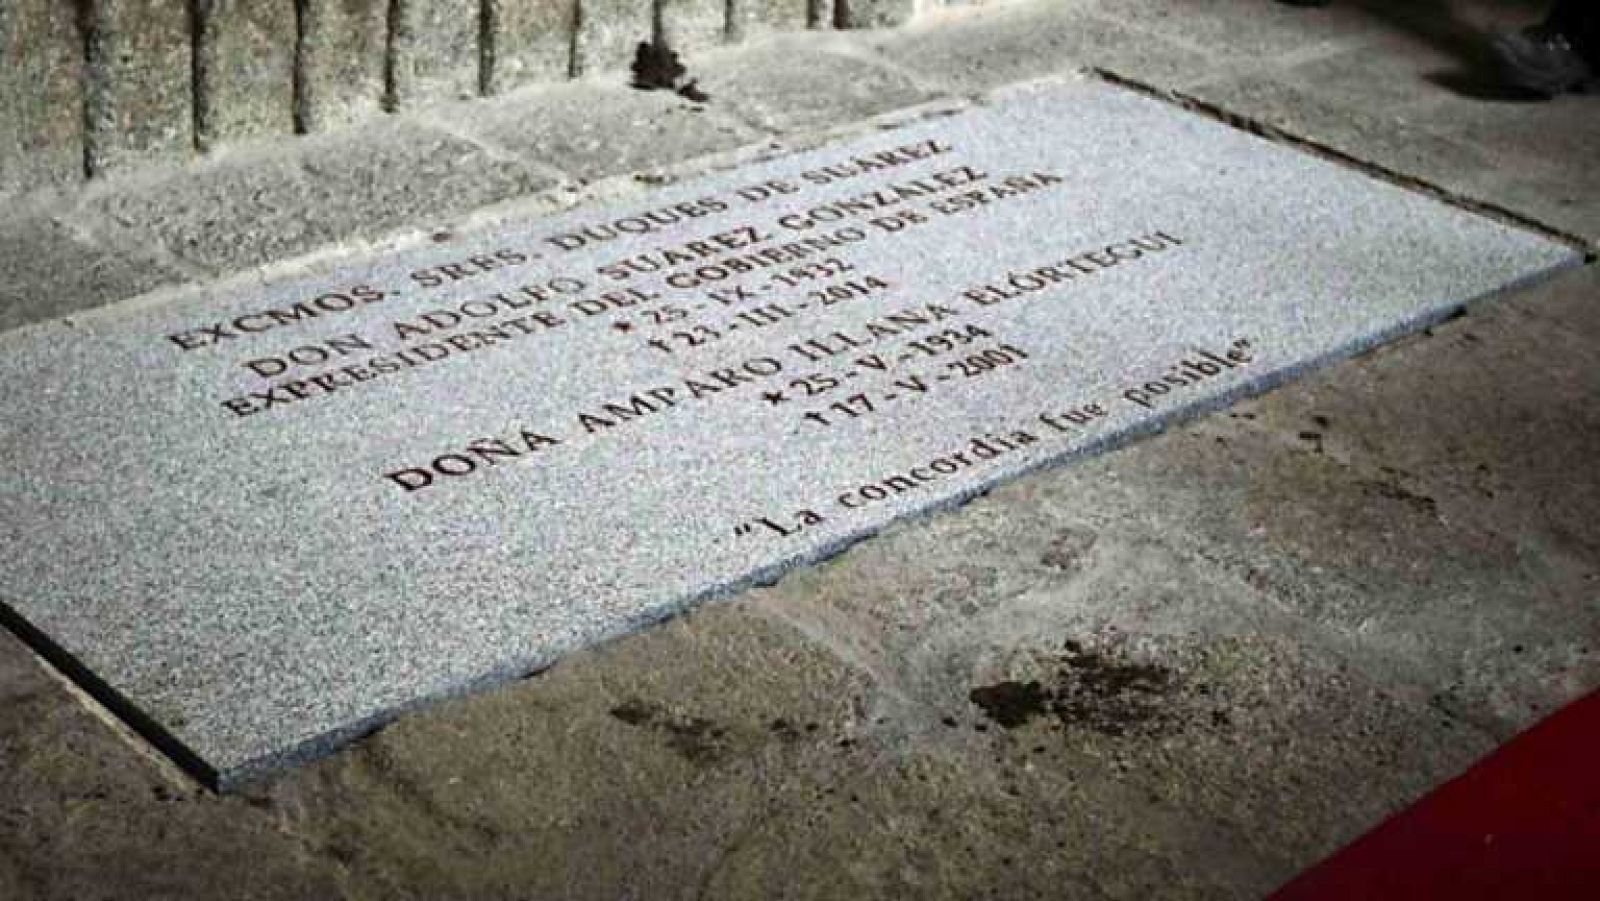 EXCMOS. SRES. DUQUES DE SUÁREZ
DON ADOLFO SUÁREZ GONZÁLEZ
EXPRESIDENTE DEL GOBIERNO DE ESPAÑA
★ 25 - IX - 1932
† 23 - III - 2014
DOÑA AMPARO ILLANA ELÓRTEGUI
★ 25 - V - 1934
† 17 - V - 2001
"La concordia fue posible"